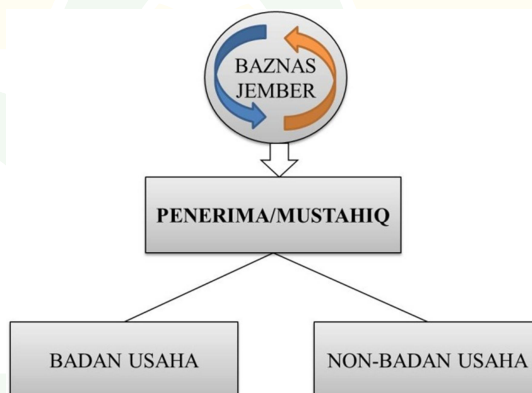 BAZNAS
JEMBER
PENERIMA/MUSTAHIQ
BADAN USAHA
NON-BADAN USAHA